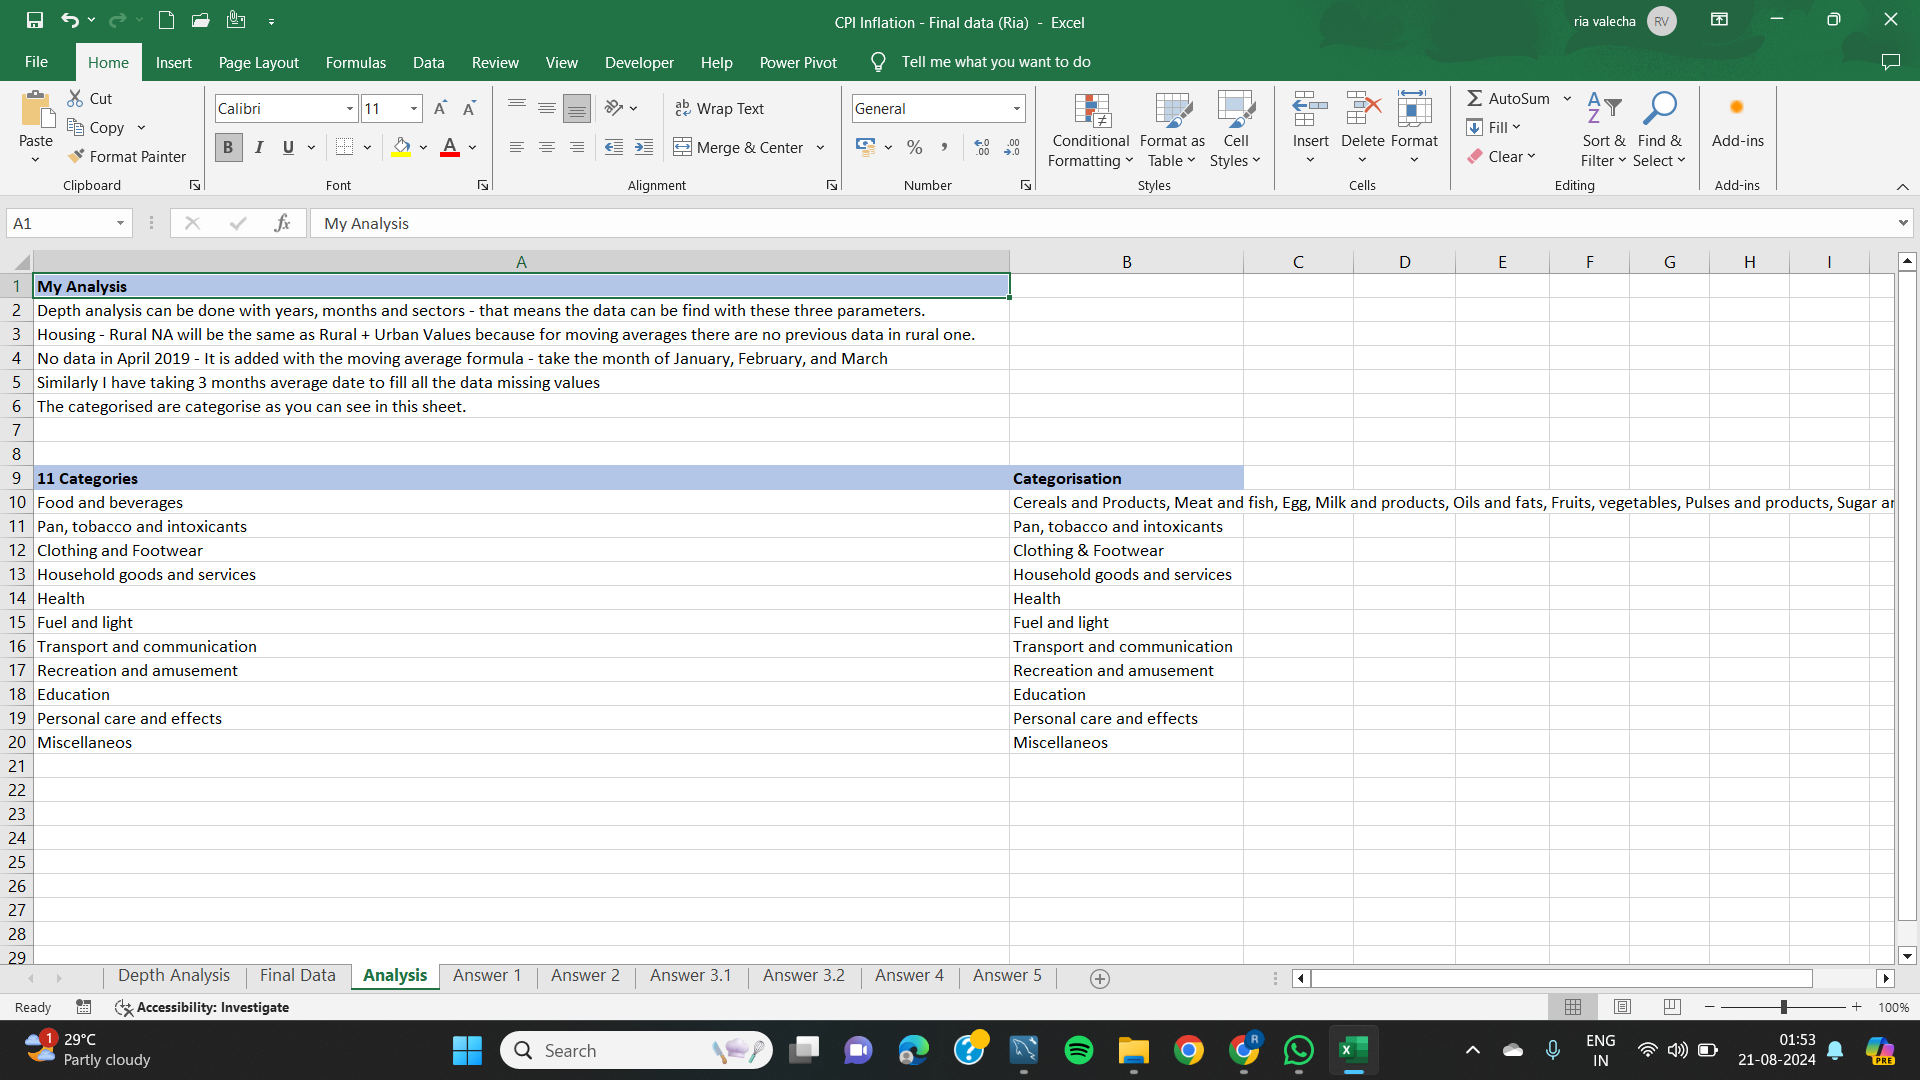 CPI Inflation - Final data (Ria) - Excel
ria valecha RV
File Home Insert Page Layout Formulas Data Review View Developer Help Power Pivot Tell me what you want to do
Paste
Cut
Copy
Format Painter
Clipboard
Calibri 11
B I U A
Font
Wrap Text
Merge & Center
Alignment
General
Number
Conditional Formatting
Format as Table
Cell Styles
Styles
Insert Delete Format
Cells
AutoSum
Fill
Clear
Sort & Filter
Find & Select
Editing
Add-ins
Add-ins
A1 fx My Analysis
A B C D E F G H I
1 My Analysis
2 Depth analysis can be done with years, months and sectors - that means the data can be find with these three parameters.
3 Housing - Rural NA will be the same as Rural + Urban Values because for moving averages there are no previous data in rural one.
4 No data in April 2019 - It is added with the moving average formula - take the month of January, February, and March
5 Similarly I have taking 3 months average date to fill all the data missing values
6 The categorised are categorise as you can see in this sheet.
7
8
9 11 Categories Categorisation
10 Food and beverages Cereals and Products, Meat and fish, Egg, Milk and products, Oils and fats, Fruits, vegetables, Pulses and products, Sugar
11 Pan, tobacco and intoxicants Pan, tobacco and intoxicants
12 Clothing and Footwear Clothing & Footwear
13 Household goods and services Household goods and services
14 Health Health
15 Fuel and light Fuel and light
16 Transport and communication Transport and communication
17 Recreation and amusement Recreation and amusement
18 Education Education
19 Personal care and effects Personal care and effects
20 Miscellaneos Miscellaneos
21
22
23
24
25
26
27
28
29
Depth Analysis Final Data Analysis Answer 1 Answer 2 Answer 3.1 Answer 3.2 Answer 4 Answer 5
Ready Accessibility: Investigate 100%
1 29°C
Partly cloudy
Search
ENG
IN
01:53
21-08-2024
PRE